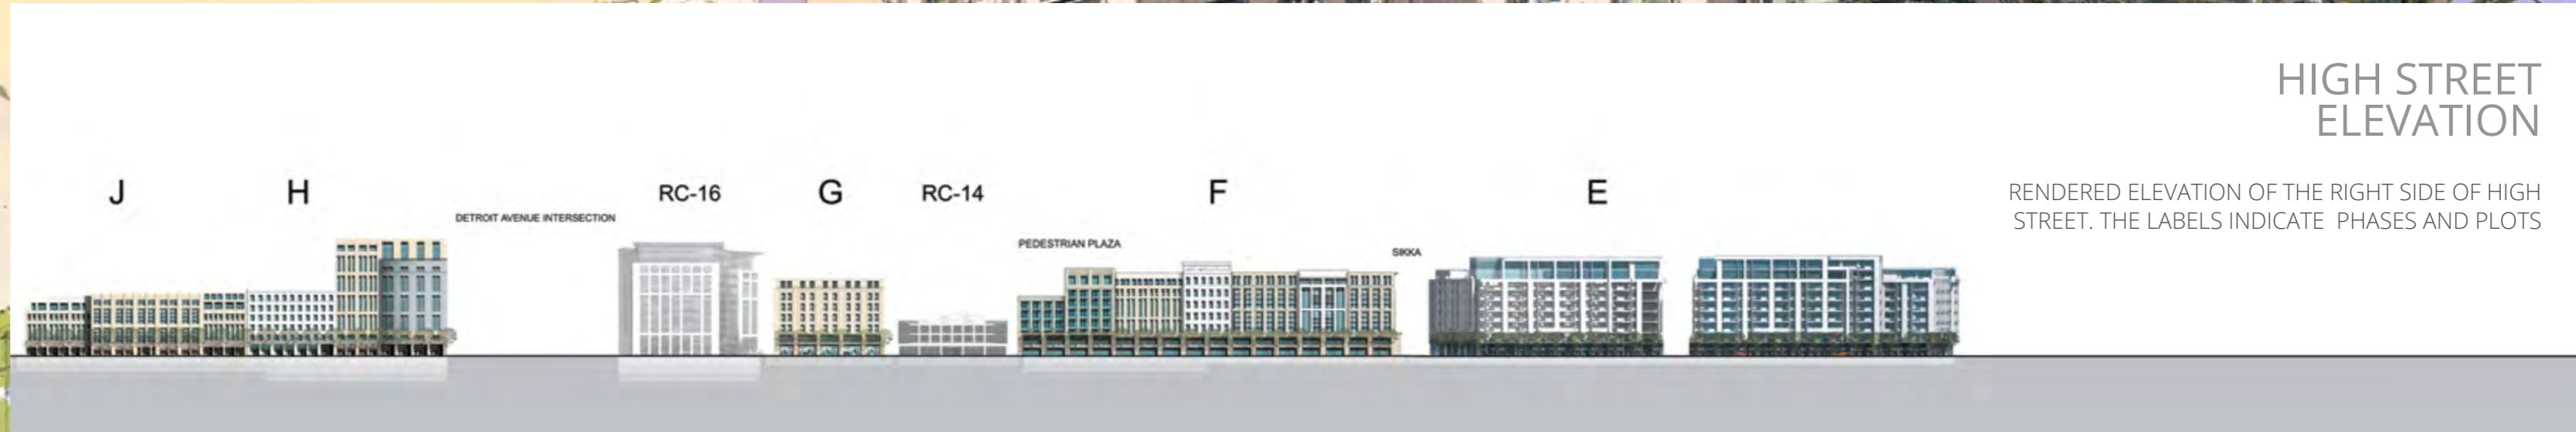 HIGH STREET
ELEVATION
RENDERED ELEVATION OF THE RIGHT SIDE OF HIGH
STREET. THE LABELS INDICATE PHASES AND PLOTS
J
H
DETROIT AVENUE INTERSECTION
RC-16
G
RC-14
PEDESTRIAN PLAZA
F
SIKKA
E